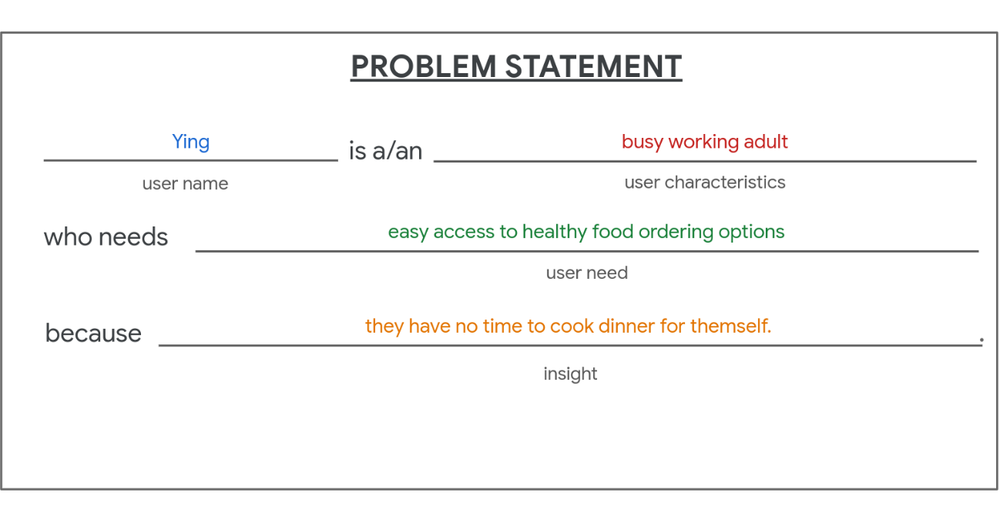 PROBLEM STATEMENT
Ying is a/an busy working adult
user name user characteristics
who needs easy access to healthy food ordering options
user need
because they have no time to cook dinner for themself. .
insight